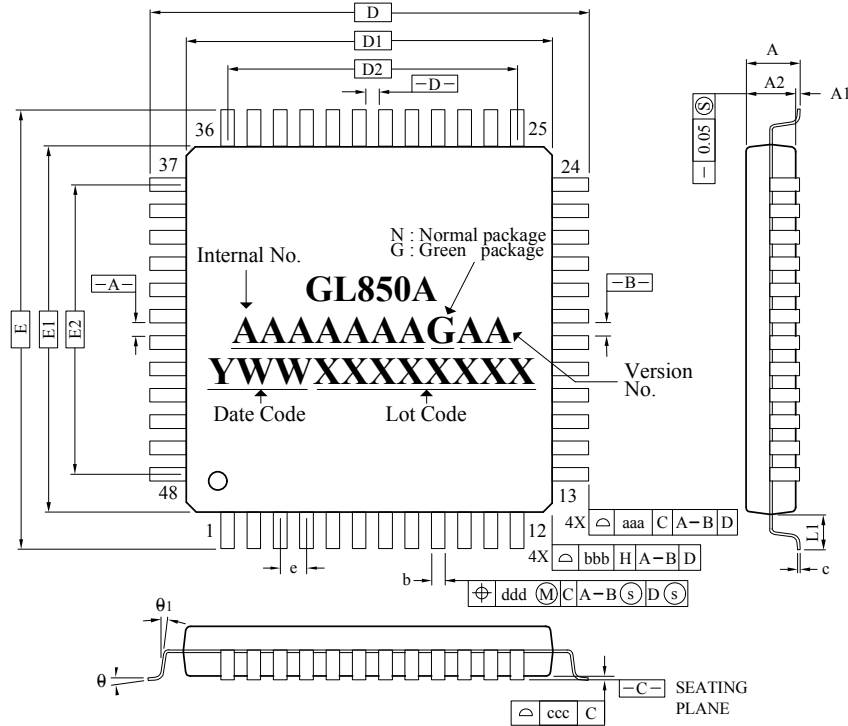 D
D1
D2
-D-
36
25
37
24
N : Normal package
G : Green package
Internal No.
GL850A
AAAAAAAGAA
YWWXXXXXXXX
Date Code
Lot Code
Version
No.
-A-
-B-
E
E1
E2
48
13
1
12
4X ⌓ aaa C A-B D
4X ⌓ bbb H A-B D
e
b
⌖ ddd Ⓜ C A-B ⓢ D ⓢ
A
A2
A1
- 0.05 Ⓢ
L1
c
θ1
θ
-C- SEATING
PLANE
⌓ ccc C